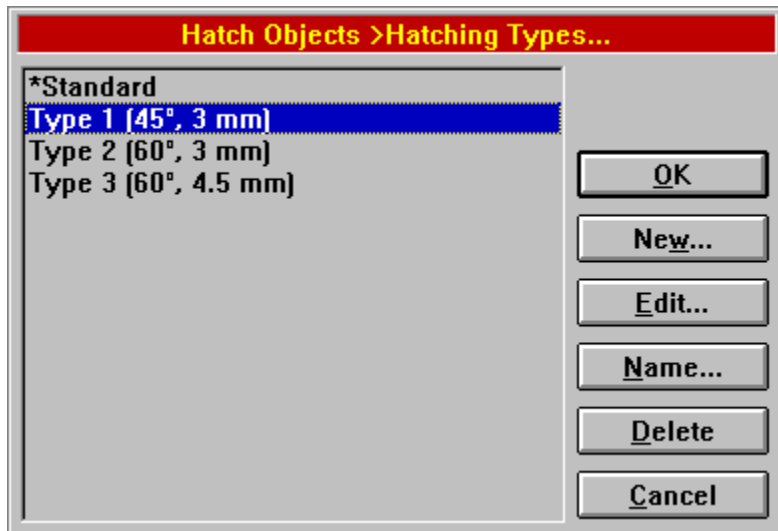 Hatch Objects >Hatching Types...
*Standard
Type 1 (45°, 3 mm)
Type 2 (60°, 3 mm)
Type 3 (60°, 4.5 mm)
OK
New...
Edit...
Name...
Delete
Cancel